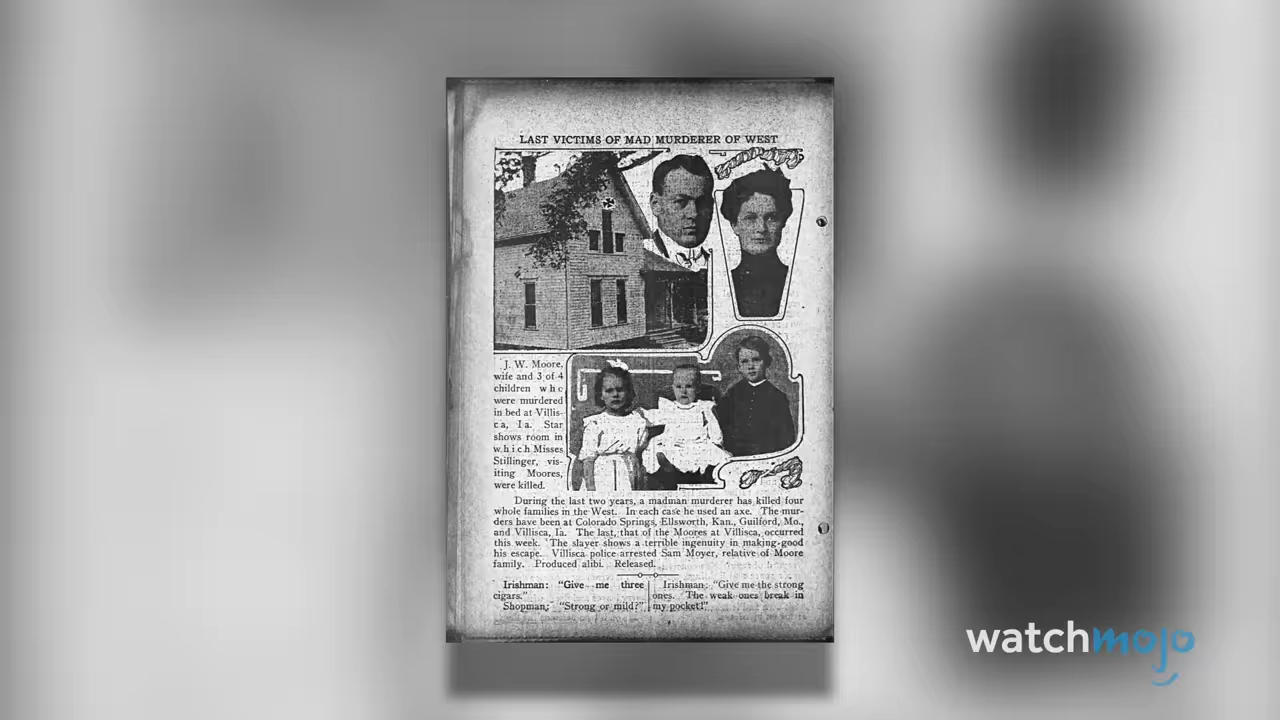 LAST VICTIMS OF MAD MURDERER OF WEST
J. W. Moore,
wife and 3 of 4
children who
were murdered
in bed at Villis-
ca, Ia. Star
shows room in
which Misses
Stillinger, vis-
iting Moores,
were killed.
During the last two years, a madman murderer has killed four
whole families in the West. In each case he used an axe. The mur-
ders have been at Colorado Springs, Ellsworth, Kan., Guilford, Mo.,
and Villisca, Ia. The last, that of the Moores at Villisca, occurred
this week. The slayer shows a terrible ingenuity in making good
his escape. Villisca police arrested Sam Moyer, relative of Moore
family. Produced alibi. Released.
Irishman: "Give me three
cigars."
Shopman: "Strong or mild?"
Irishman: "Give me the strong
ones. The weak ones break in
my pocket!"
watchmojo